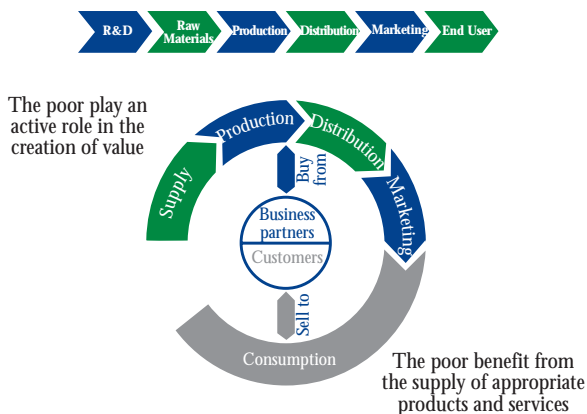 R&D
Raw
Materials
Production
Distribution
Marketing
End User
The poor play an
active role in the
creation of value
Supply
Production
Distribution
Marketing
Buy
from
Business
partners
Customers
Sell to
Consumption
The poor benefit from
the supply of appropriate
products and services